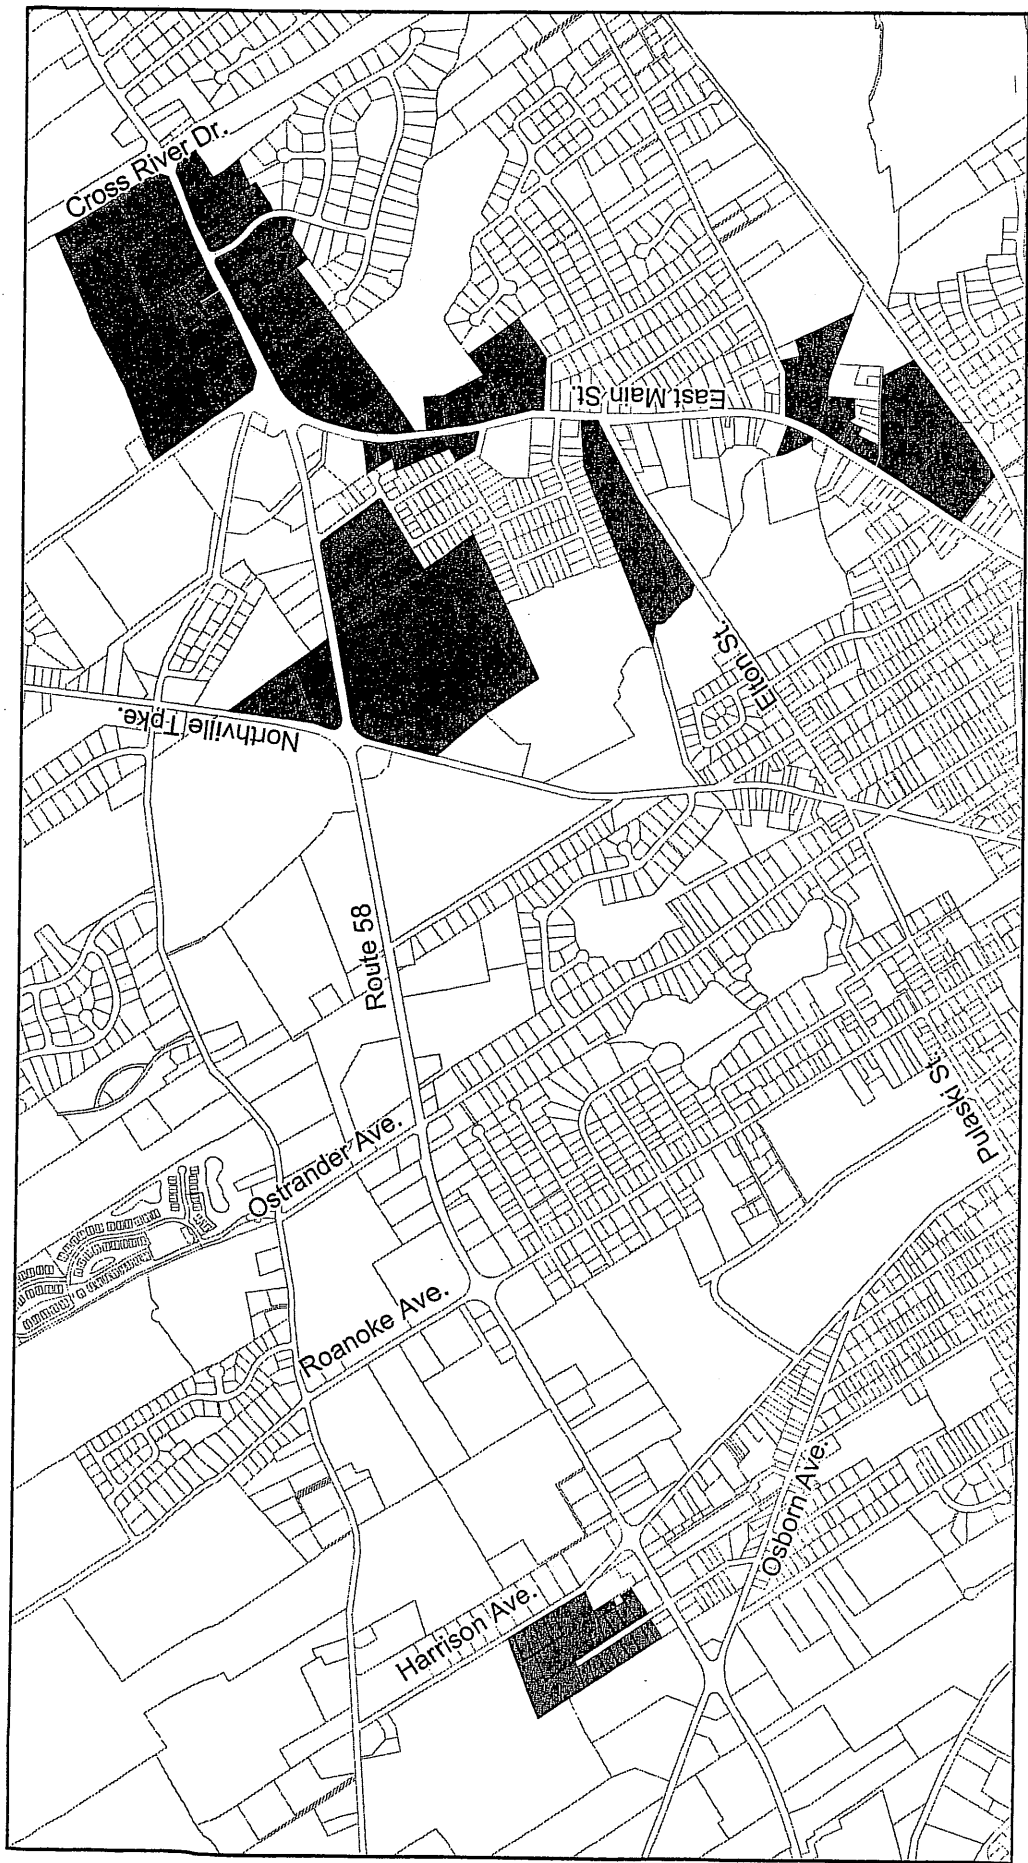 Cross River Dr.
East Main St.
Northville Tpke.
Elton St.
Route 58
Ostrander Ave.
Pulaski St.
Roanoke Ave.
Osborn Ave.
Harrison Ave.